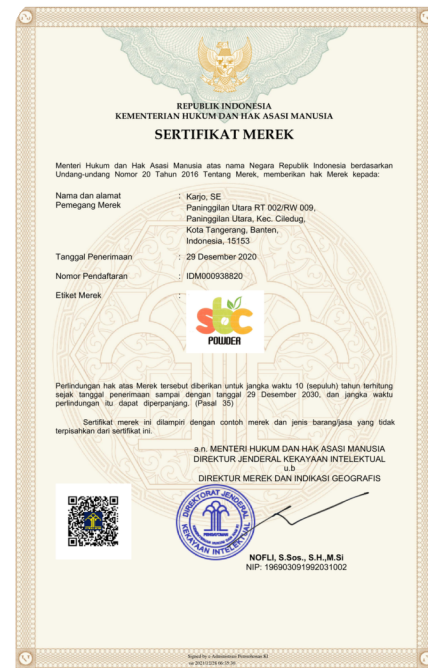 REPUBLIK INDONESIA
KEMENTERIAN HUKUM DAN HAK ASASI MANUSIA
SERTIFIKAT MEREK
Menteri Hukum dan Hak Asasi Manusia atas nama Negara Republik Indonesia berdasarkan
Undang-undang Nomor 20 Tahun 2016 Tentang Merek, memberikan hak Merek kepada:
Nama dan alamat
Pemegang Merek
: Karjo, SE
Paninggilan Utara RT 002/RW 009,
Paninggilan Utara, Kec. Ciledug,
Kota Tangerang, Banten,
Indonesia, 15153
Tanggal Penerimaan : 29 Desember 2020
Nomor Pendaftaran : IDM000938820
Etiket Merek :
sbc
POWDER
Perlindungan hak atas Merek tersebut diberikan untuk jangka waktu 10 (sepuluh) tahun terhitung
sejak tanggal penerimaan sampai dengan tanggal 29 Desember 2030, dan jangka waktu
perlindungan itu dapat diperpanjang. (Pasal 35)
Sertifikat merek ini dilampiri dengan contoh merek dan jenis barang/jasa yang tidak
terpisahkan dari sertifikat ini.
a.n. MENTERI HUKUM DAN HAK ASASI MANUSIA
DIREKTUR JENDERAL KEKAYAAN INTELEKTUAL
u.b
DIREKTUR MEREK DAN INDIKASI GEOGRAFIS
DIREKTORAT JENDERAL
PENGAYOMAN
KEKAYAAN INTELEKTUAL
NOFLI, S.Sos., S.H.,M.Si
NIP: 196903091992031002